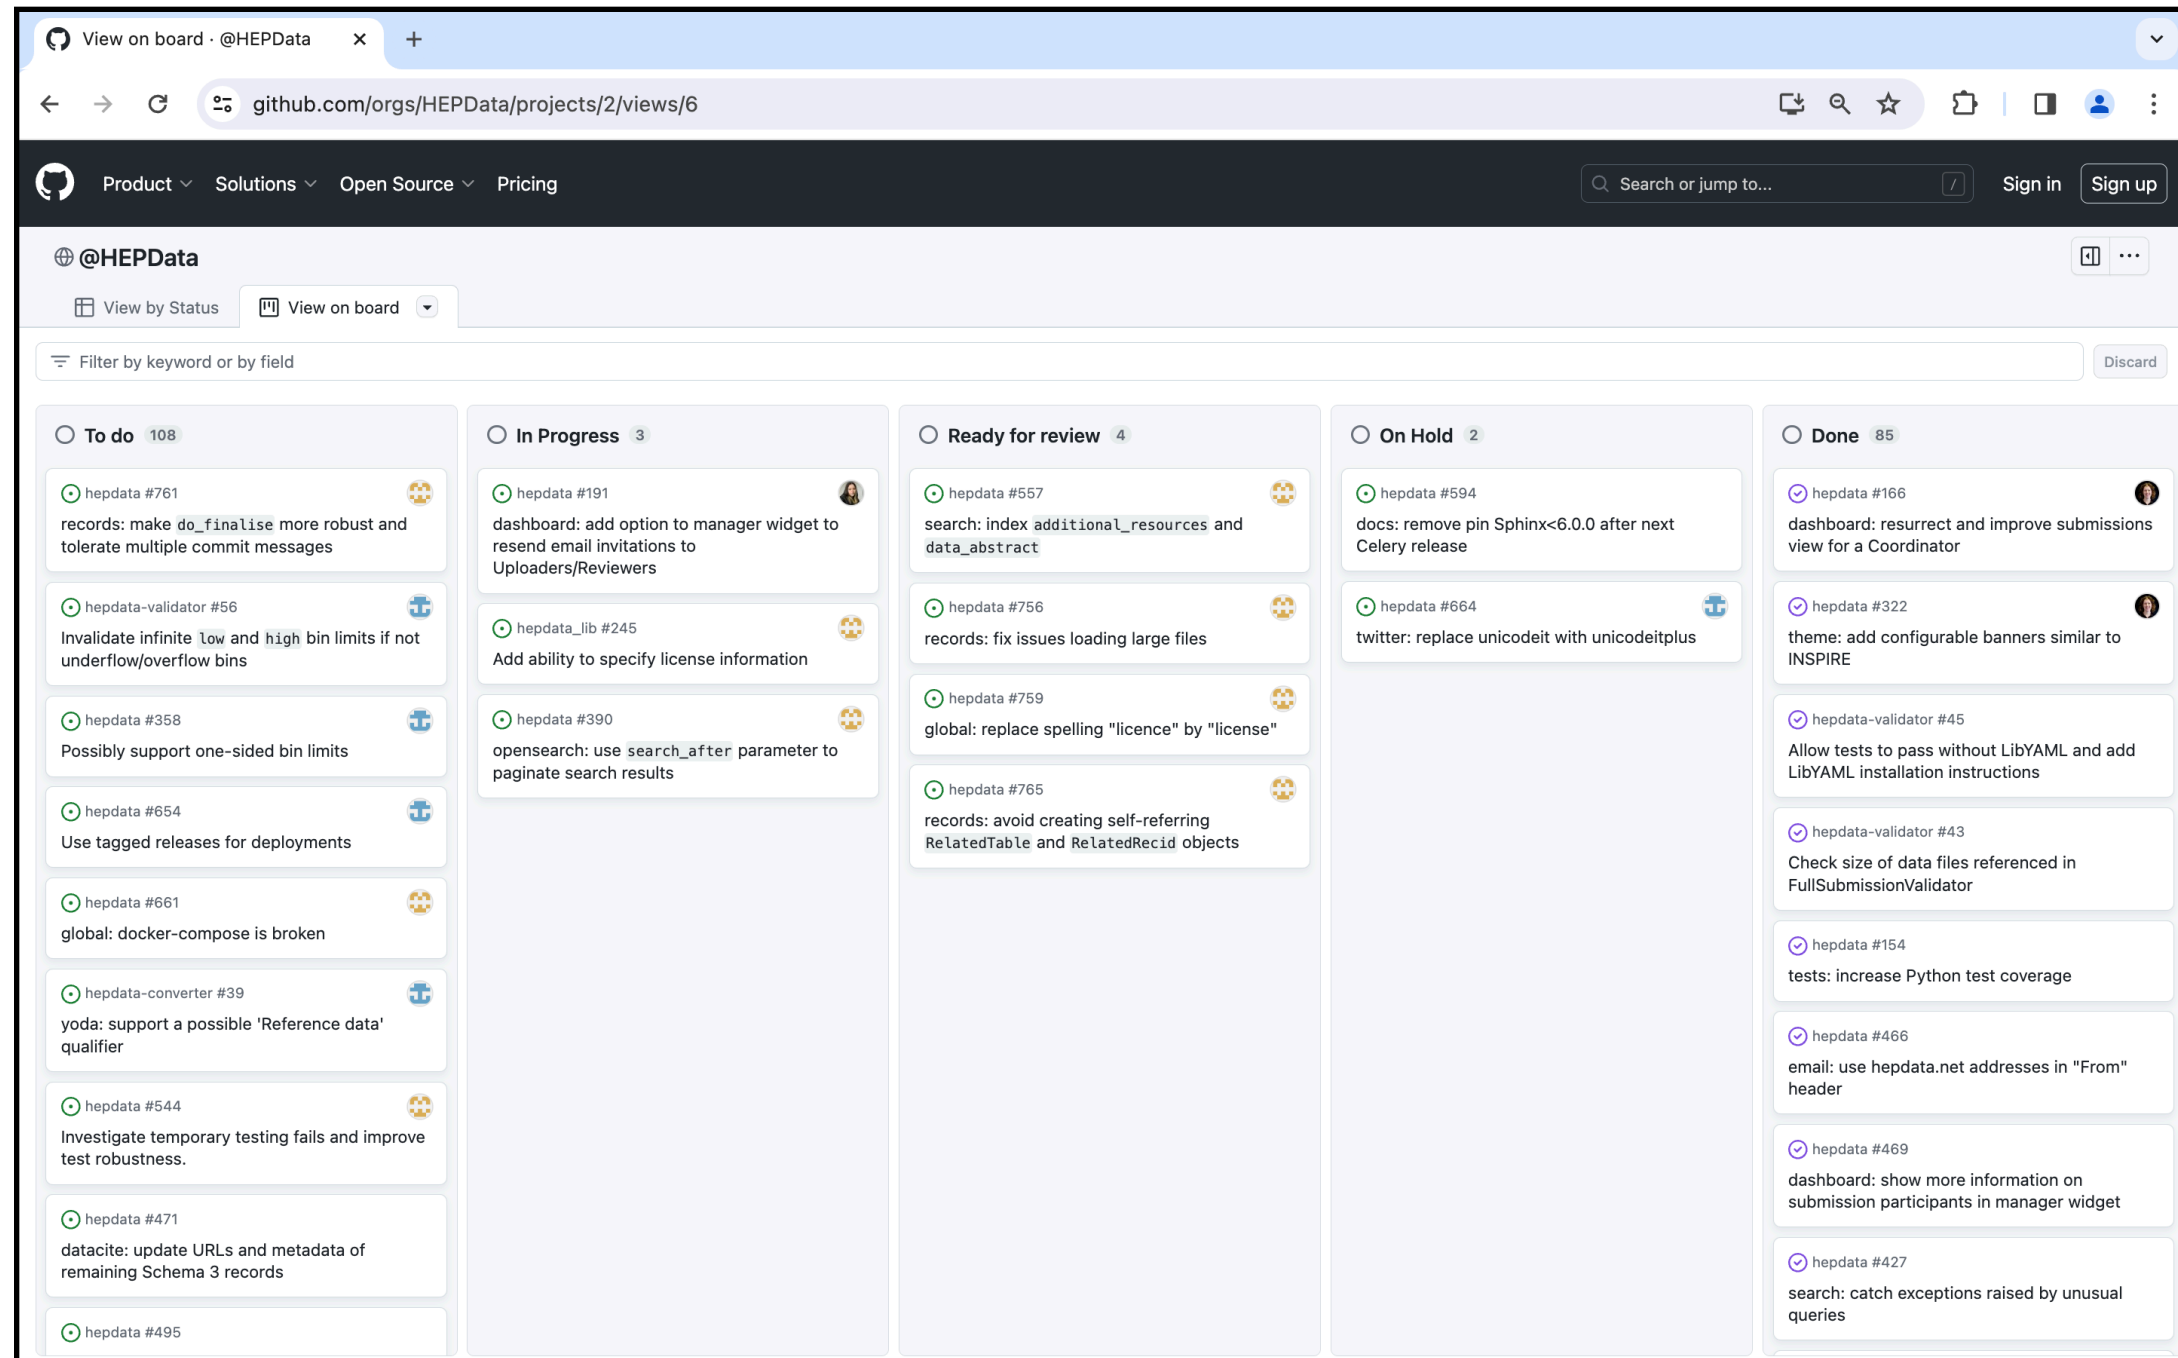 View on board · @HEPData
github.com/orgs/HEPData/projects/2/views/6
Product Solutions Open Source Pricing Search or jump to... / Sign in Sign up
@HEPData
View by Status View on board
Filter by keyword or by field Discard
To do 108
hepdata #761
records: make do_finalise more robust and
tolerate multiple commit messages
hepdata-validator #56
Invalidate infinite low and high bin limits if not
underflow/overflow bins
hepdata #358
Possibly support one-sided bin limits
hepdata #654
Use tagged releases for deployments
hepdata #661
global: docker-compose is broken
hepdata-converter #39
yoda: support a possible 'Reference data'
qualifier
hepdata #544
Investigate temporary testing fails and improve
test robustness.
hepdata #471
datacite: update URLs and metadata of
remaining Schema 3 records
hepdata #495
In Progress 3
hepdata #191
dashboard: add option to manager widget to
resend email invitations to
Uploaders/Reviewers
hepdata_lib #245
Add ability to specify license information
hepdata #390
opensearch: use search_after parameter to
paginate search results
Ready for review 4
hepdata #557
search: index additional_resources and
data_abstract
hepdata #756
records: fix issues loading large files
hepdata #759
global: replace spelling "licence" by "license"
hepdata #765
records: avoid creating self-referring
RelatedTable and RelatedRecid objects
On Hold 2
hepdata #594
docs: remove pin Sphinx<6.0.0 after next
Celery release
hepdata #664
twitter: replace unicodeit with unicodeitplus
Done 85
hepdata #166
dashboard: resurrect and improve submissions
view for a Coordinator
hepdata #322
theme: add configurable banners similar to
INSPIRE
hepdata-validator #45
Allow tests to pass without LibYAML and add
LibYAML installation instructions
hepdata-validator #43
Check size of data files referenced in
FullSubmissionValidator
hepdata #154
tests: increase Python test coverage
hepdata #466
email: use hepdata.net addresses in "From"
header
hepdata #469
dashboard: show more information on
submission participants in manager widget
hepdata #427
search: catch exceptions raised by unusual
queries